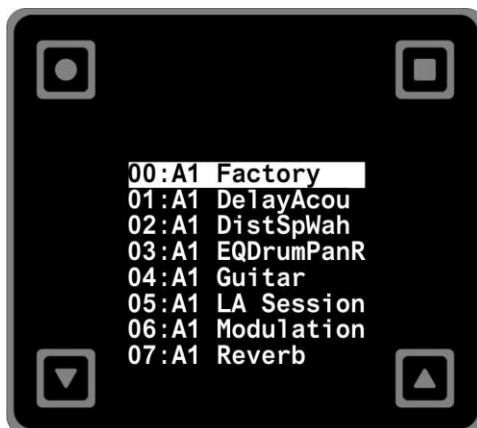 00:A1 Factory
01:A1 DelayAcou
02:A1 DistSpWah
03:A1 EQDrumPanR
04:A1 Guitar
05:A1 LA Session
06:A1 Modulation
07:A1 Reverb